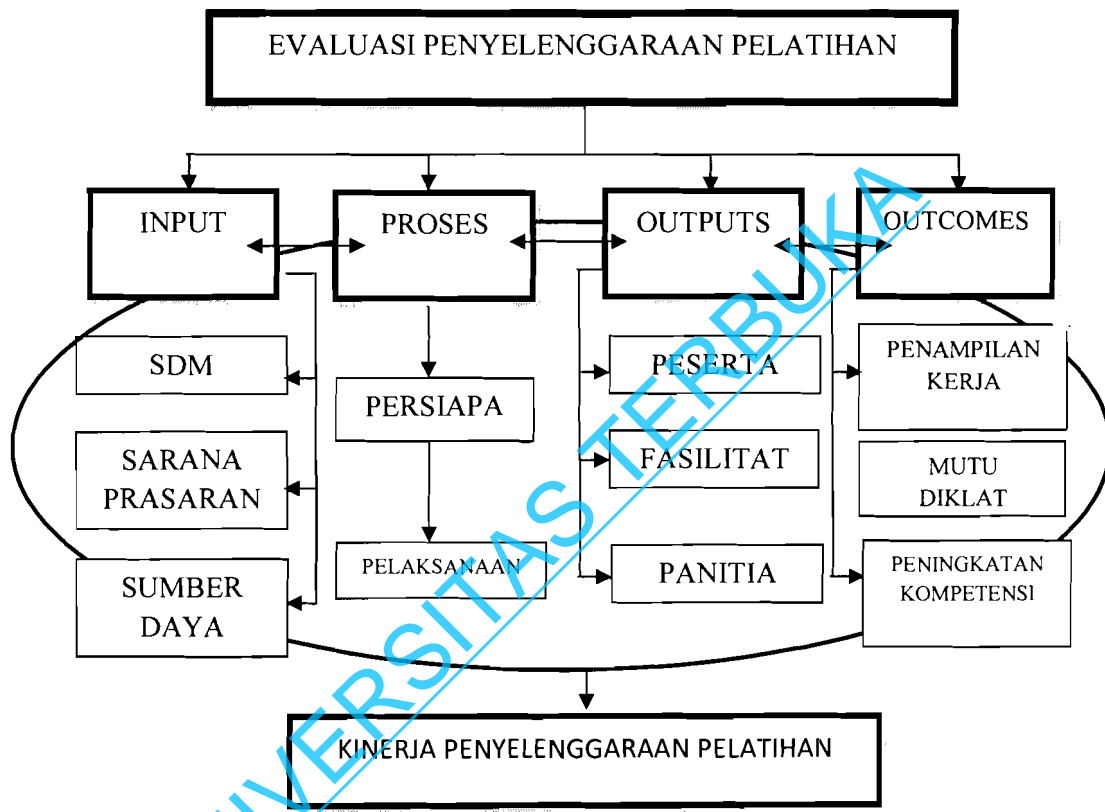 EVALUASI PENYELENGGARAAN PELATIHAN
INPUT
PROSES
OUTPUTS
OUTCOMES
SDM
SARANA
PRASARAN
SUMBER
DAYA
PERSIAPA
PELAKSANAAN
PESERTA
FASILITAT
PANITIA
PENAMPILAN
KERJA
MUTU
DIKLAT
PENINGKATAN
KOMPETENSI
KINERJA PENYELENGGARAAN PELATIHAN
UNIVERSITAS TERBUKA